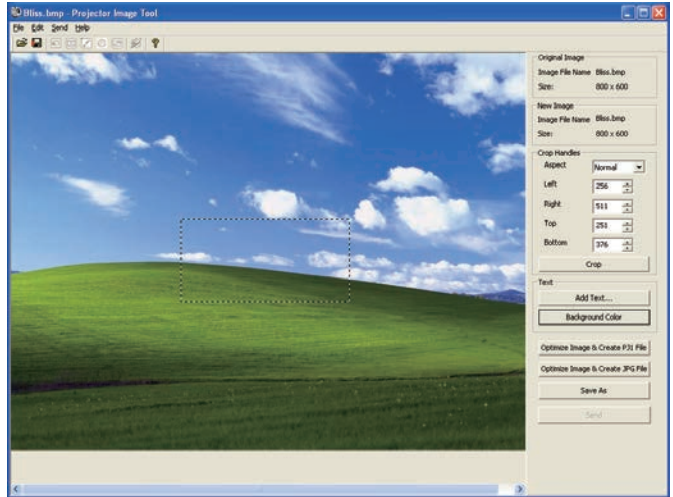 Bliss.bmp - Projector Image Tool
File Edit Send Help
Original Image
Image File Name Bliss.bmp
Size: 800 x 600
New Image
Image File Name Bliss.bmp
Size: 800 x 600
Crop Handles
Aspect Normal
Left 256
Right 511
Top 251
Bottom 376
Crop
Text
Add Text...
Background Color
Optimize Image & Create PJI File
Optimize Image & Create JPG File
Save As
Send